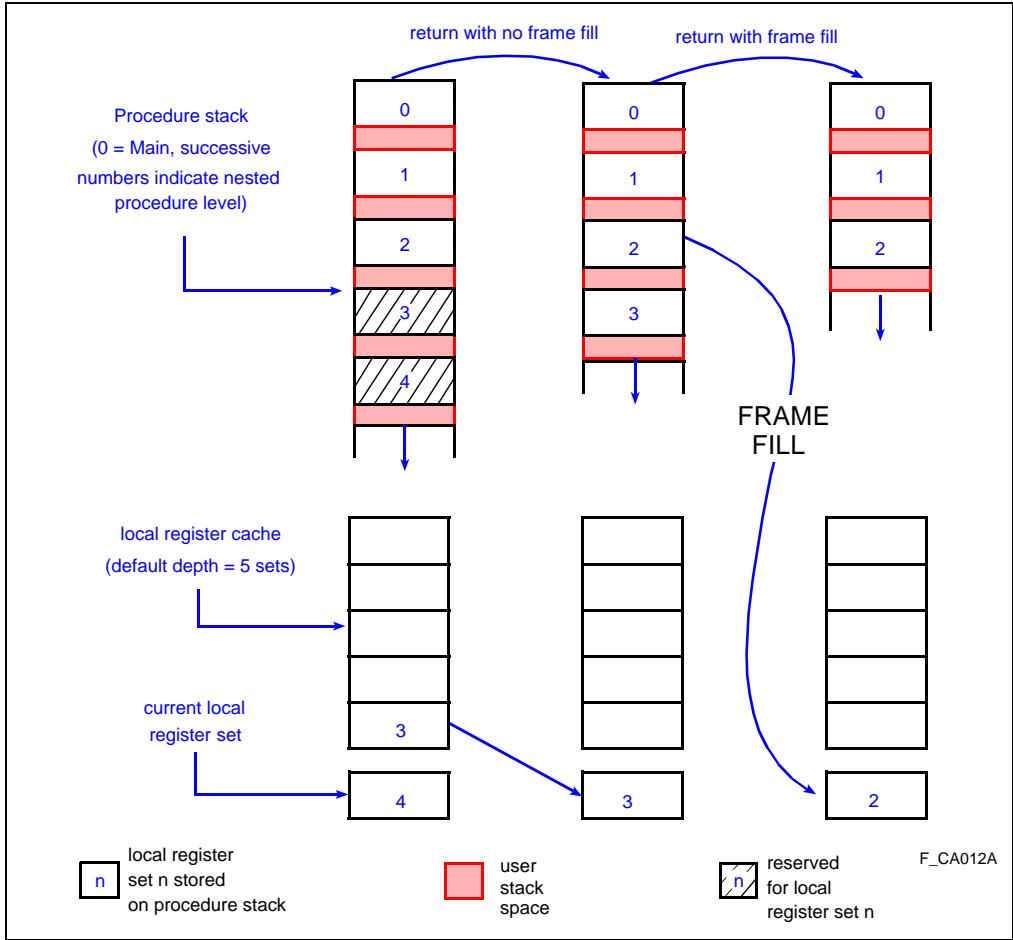 return with no frame fill
return with frame fill
Procedure stack
(0 = Main, successive
numbers indicate nested
procedure level)
0
1
2
3
4
0
1
2
3
0
1
2
FRAME
FILL
local register cache
(default depth = 5 sets)
current local
register set
3
4
3
2
n
local register
set n stored
on procedure stack
user
stack
space
n
reserved
for local
register set n
F_CA012A